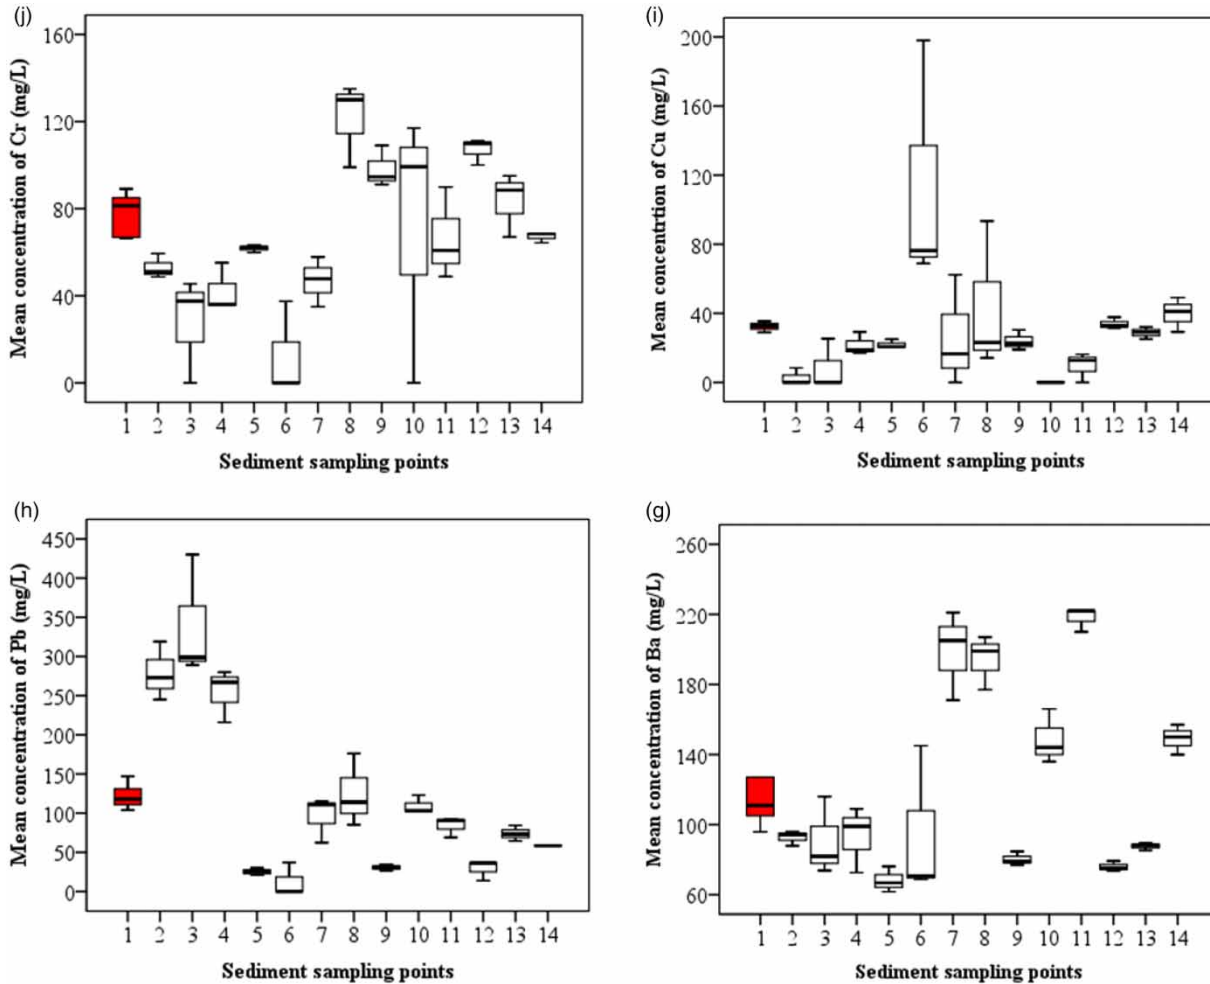 (j)
Mean concentration of Cr (mg/L)
160
120
80
40
0
1 2 3 4 5 6 7 8 9 10 11 12 13 14
Sediment sampling points
(i)
Mean concentrtion of Cu (mg/L)
200
160
120
80
40
0
1 2 3 4 5 6 7 8 9 10 11 12 13 14
Sediment sampling points
(h)
Mean concentration of Pb (mg/L)
450
400
350
300
250
200
150
100
50
0
1 2 3 4 5 6 7 8 9 10 11 12 13 14
Sediment sampling points
(g)
Mean concentration of Ba (mg/L)
260
220
180
140
100
60
1 2 3 4 5 6 7 8 9 10 11 12 13 14
Sediment sampling points